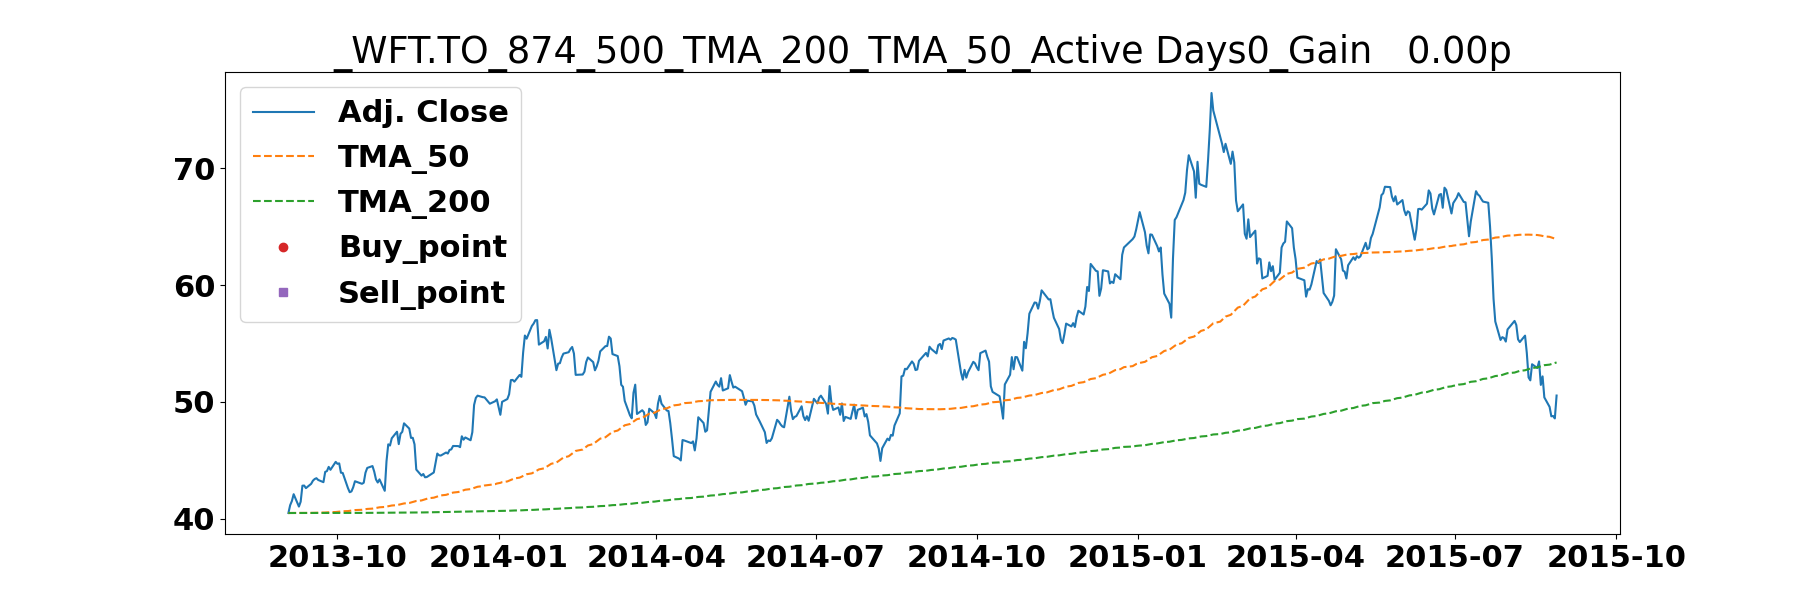 _WFT.TO_874_500_TMA_200_TMA_50_Active Days0_Gain   0.00p
Adj. Close
TMA_50
TMA_200
Buy_point
Sell_point
70
60
50
40
2013-10 2014-01 2014-04 2014-07 2014-10 2015-01 2015-04 2015-07 2015-10